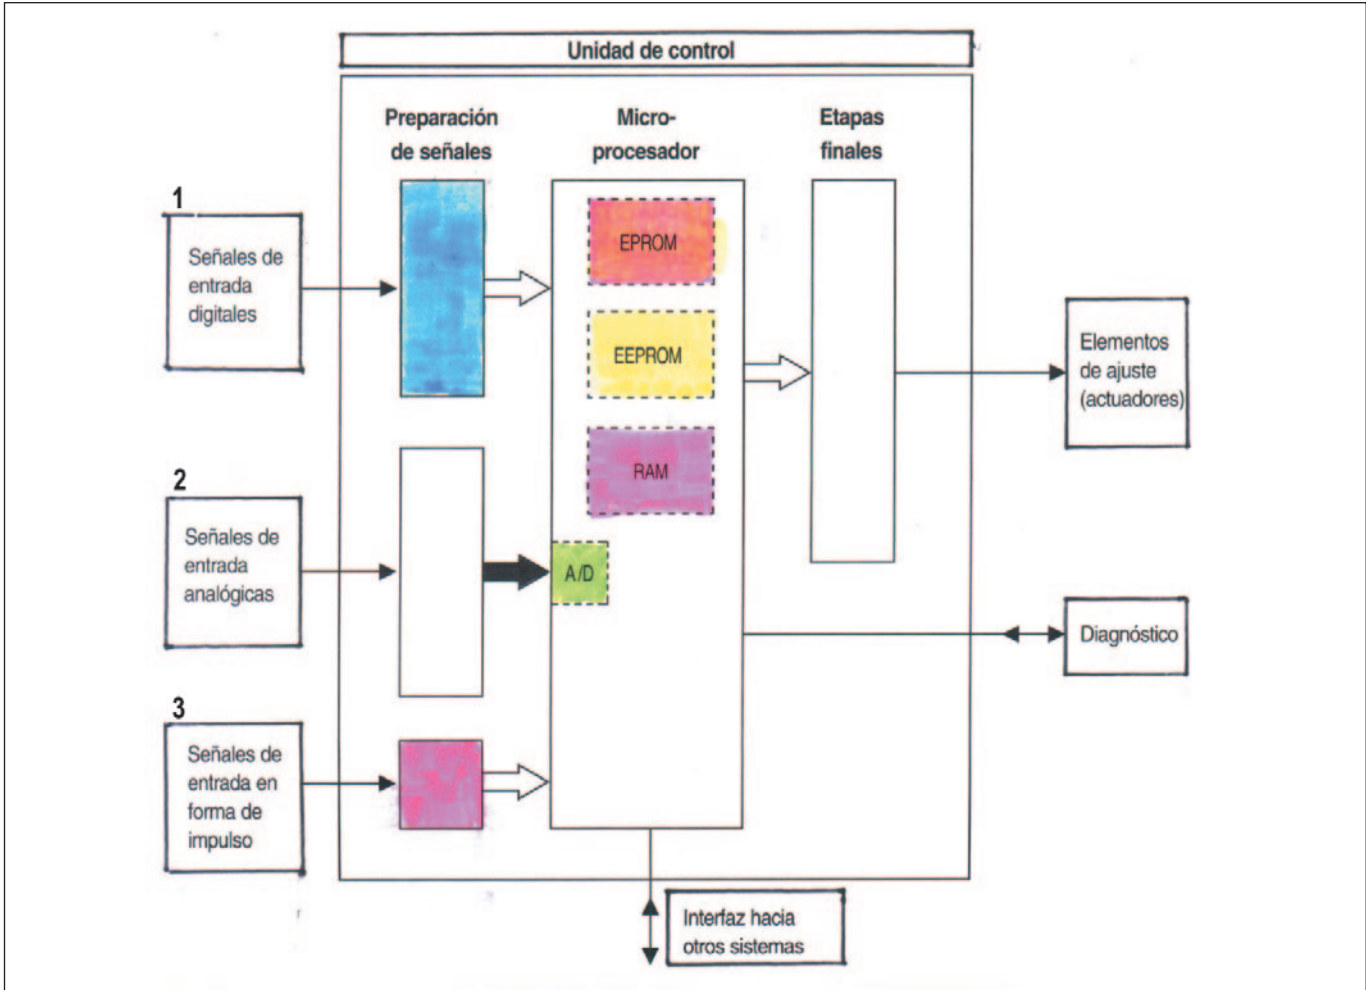 Unidad de control
Preparación
de señales
Micro-
procesador
Etapas
finales
1
Señales de
entrada
digitales
EPROM
EEPROM
RAM
A/D
Elementos
de ajuste
(actuadores)
2
Señales de
entrada
analógicas
Diagnóstico
3
Señales de
entrada en
forma de
impulso
Interfaz hacia
otros sistemas